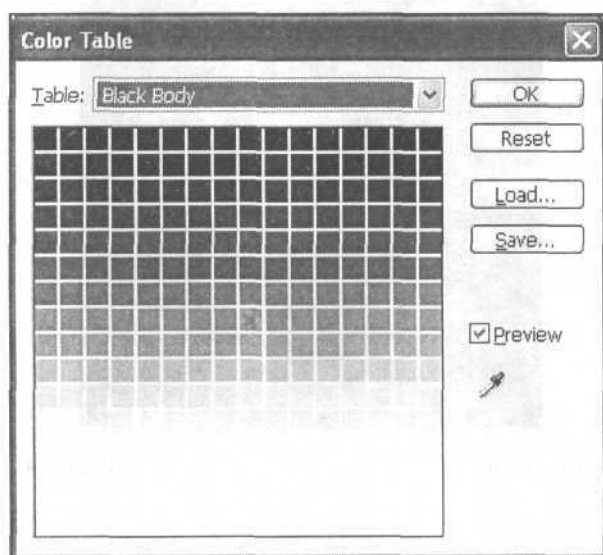 Color Table
Table: Black Body
OK
Reset
Load...
Save...
Preview